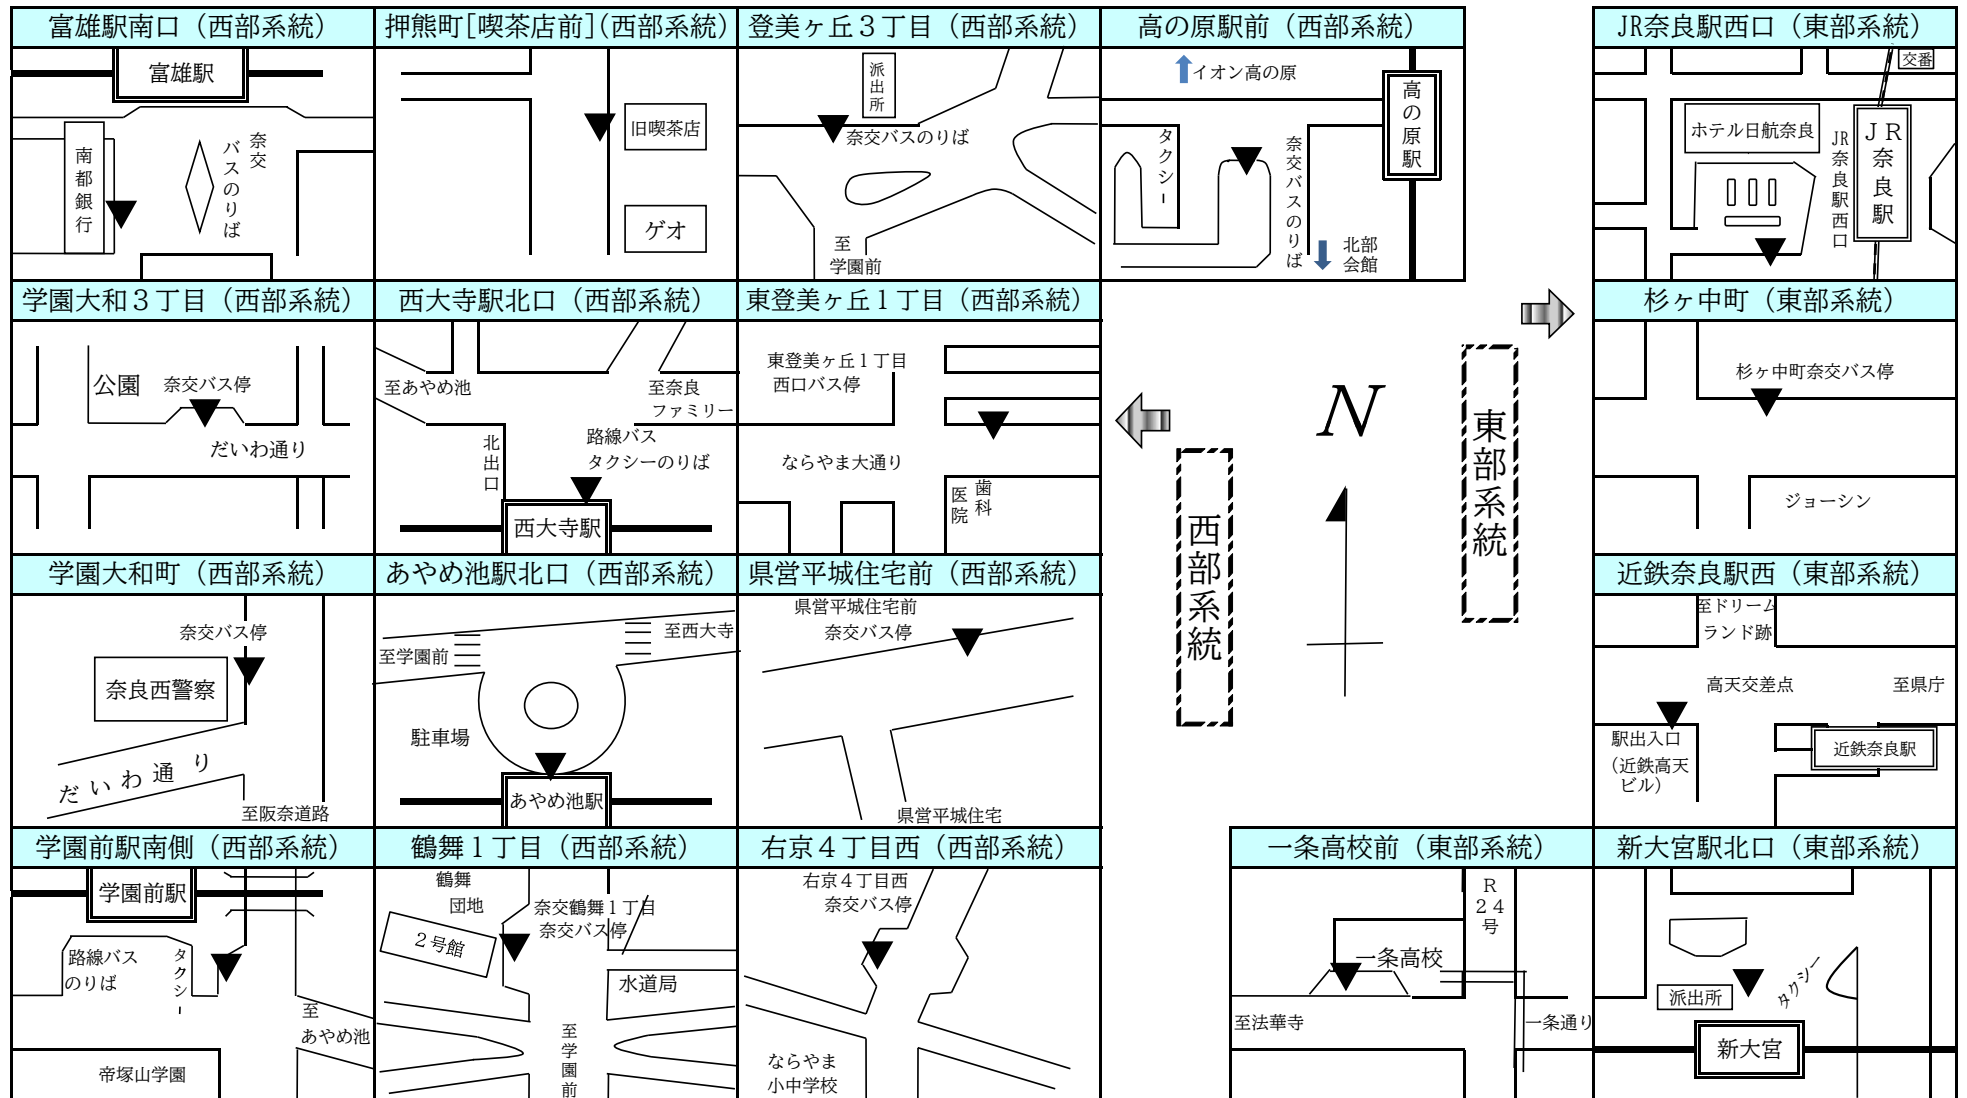 富雄駅南口（西部系統）
富雄駅
奈交
バスのりば
南都銀行
押熊町[喫茶店前](西部系統)
旧喫茶店
ゲオ
登美ヶ丘３丁目（西部系統）
派出所
奈交バスのりば
至
学園前
高の原駅前（西部系統）
イオン高の原
高の原駅
タクシー
奈交バスのりば
北部
会館
JR奈良駅西口（東部系統）
交番
ホテル日航奈良
JR奈良駅西口
ＪＲ奈良駅
学園大和３丁目（西部系統）
公園
奈交バス停
だいわ通り
西大寺駅北口（西部系統）
至あやめ池
至奈良
ファミリー
北出口
路線バス
タクシーのりば
西大寺駅
東登美ヶ丘１丁目（西部系統）
東登美ヶ丘１丁目
西口バス停
ならやま大通り
歯科
医院
N
東部系統
西部系統
杉ヶ中町（東部系統）
杉ヶ中町奈交バス停
ジョーシン
学園大和町（西部系統）
奈交バス停
奈良西警察
だいわ通り
至阪奈道路
あやめ池駅北口（西部系統）
至西大寺
至学園前
駐車場
あやめ池駅
県営平城住宅前（西部系統）
県営平城住宅前
奈交バス停
県営平城住宅
近鉄奈良駅西（東部系統）
至ドリーム
ランド跡
高天交差点
至県庁
駅出入口
（近鉄高天
ビル）
近鉄奈良駅
学園前駅南側（西部系統）
学園前駅
路線バス
のりば
タクシー
至
あやめ池
帝塚山学園
鶴舞１丁目（西部系統）
鶴舞
団地
２号館
奈交鶴舞１丁目
奈交バス停
水道局
至学園前
右京４丁目西（西部系統）
右京４丁目西
奈交バス停
ならやま
小中学校
一条高校前（東部系統）
Ｒ
２４
号
一条高校
至法華寺
一条通り
新大宮駅北口（東部系統）
派出所
タクシー
新大宮